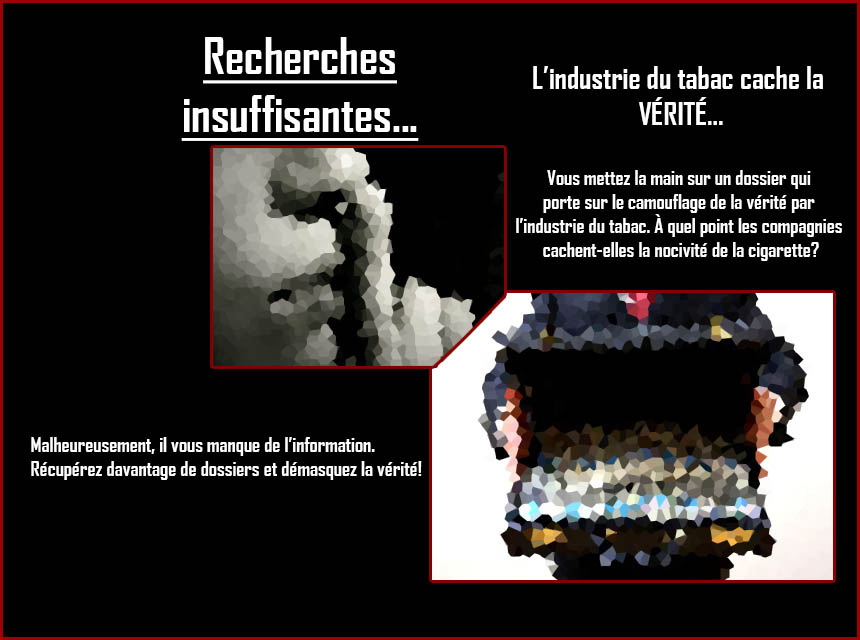 Recherches
insuffisantes...
L'industrie du tabac cache la
VÉRITÉ...
Vous mettez la main sur un dossier qui
porte sur le camouflage de la vérité par
l'industrie du tabac. À quel point les compagnies
cachent-elles la nocivité de la cigarette?
Malheureusement, il vous manque de l'information.
Récupérez davantage de dossiers et démasquez la vérité!